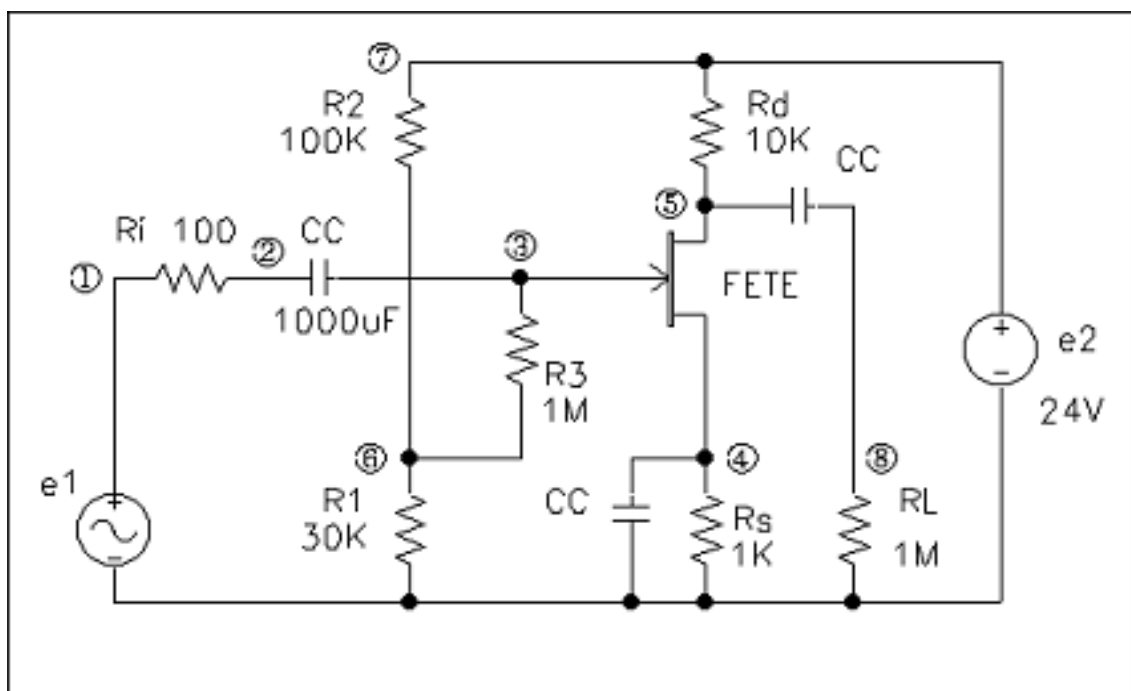 ⑦
R2
100K
Rd
10K
CC
⑤
Ri 100
②
CC
③
①
1000uF
FETE
R3
1M
e2
24V
⑥
④
⑧
e1
R1
30K
CC
Rs
1K
RL
1M